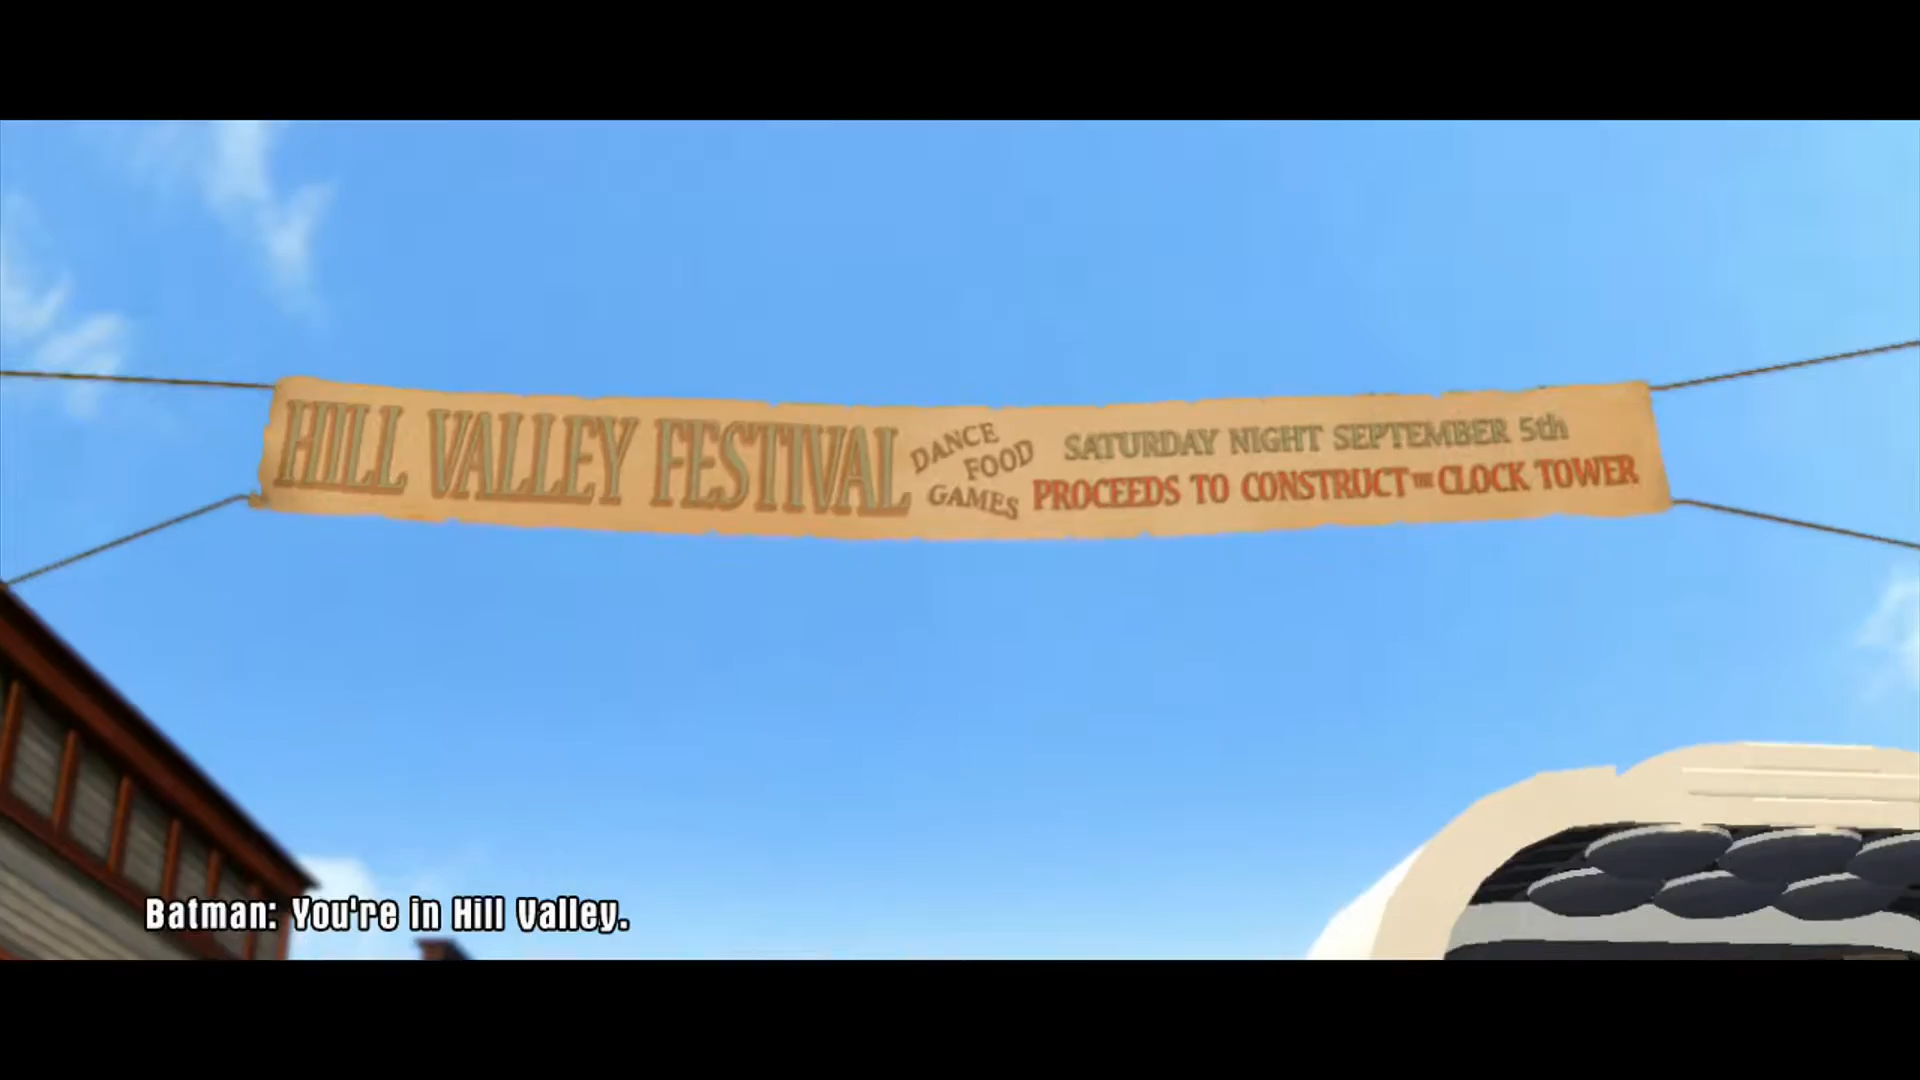 HILL VALLEY FESTIVAL
DANCE
FOOD
GAMES
SATURDAY NIGHT SEPTEMBER 5th
PROCEEDS TO CONSTRUCT THE CLOCK TOWER
Batman: You're in Hill Valley.